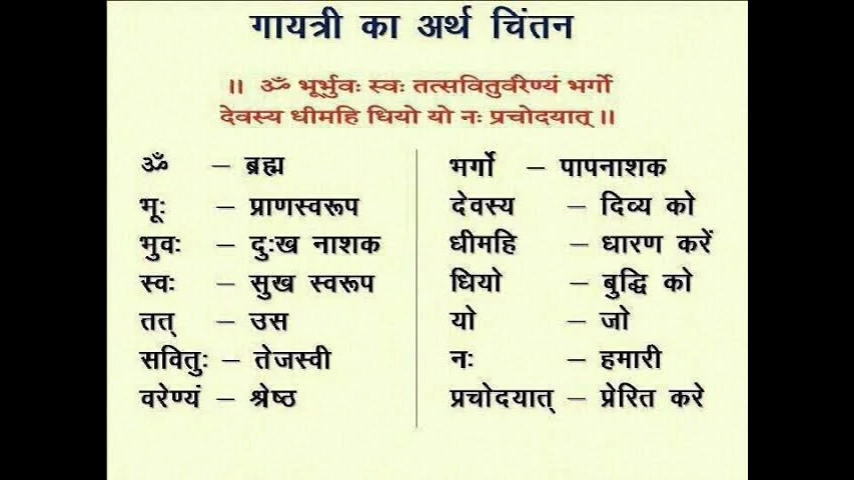 गायत्री का अर्थ चिंतन
॥ ॐ भूर्भुवः स्वः तत्सवितुर्वरेण्यं भर्गो
देवस्य धीमहि धियो यो नः प्रचोदयात् ॥
ॐ – ब्रह्म
भूः – प्राणस्वरूप
भुवः – दुःख नाशक
स्वः – सुख स्वरूप
तत् – उस
सवितुः – तेजस्वी
वरेण्यं – श्रेष्ठ
भर्गो – पापनाशक
देवस्य – दिव्य को
धीमहि – धारण करें
धियो – बुद्धि को
यो – जो
नः – हमारी
प्रचोदयात् – प्रेरित करे